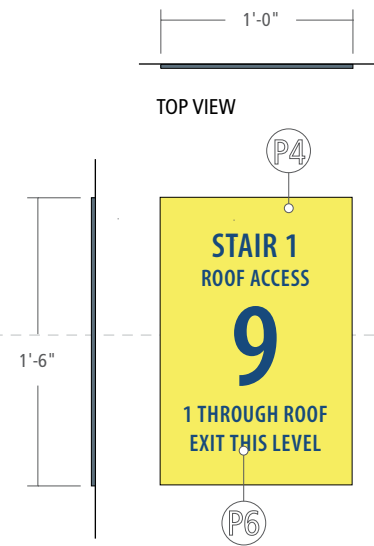 1'-0"
TOP VIEW
P4
STAIR 1
ROOF ACCESS
9
1'-6"
1 THROUGH ROOF
EXIT THIS LEVEL
P6